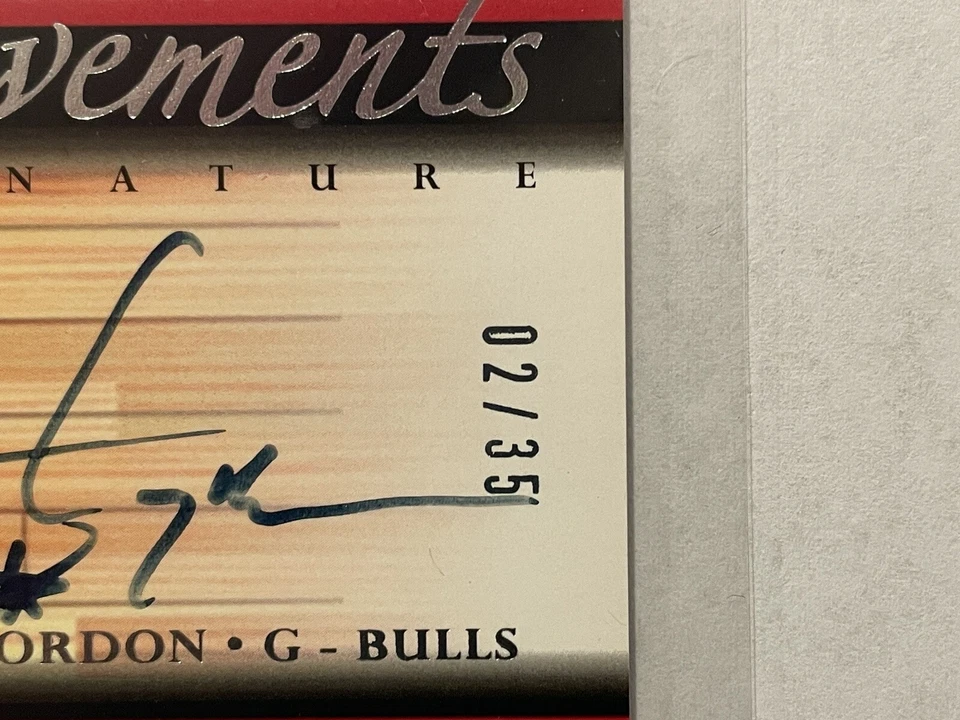 vements
NATURE
02/35
ORDON • G - BULLS